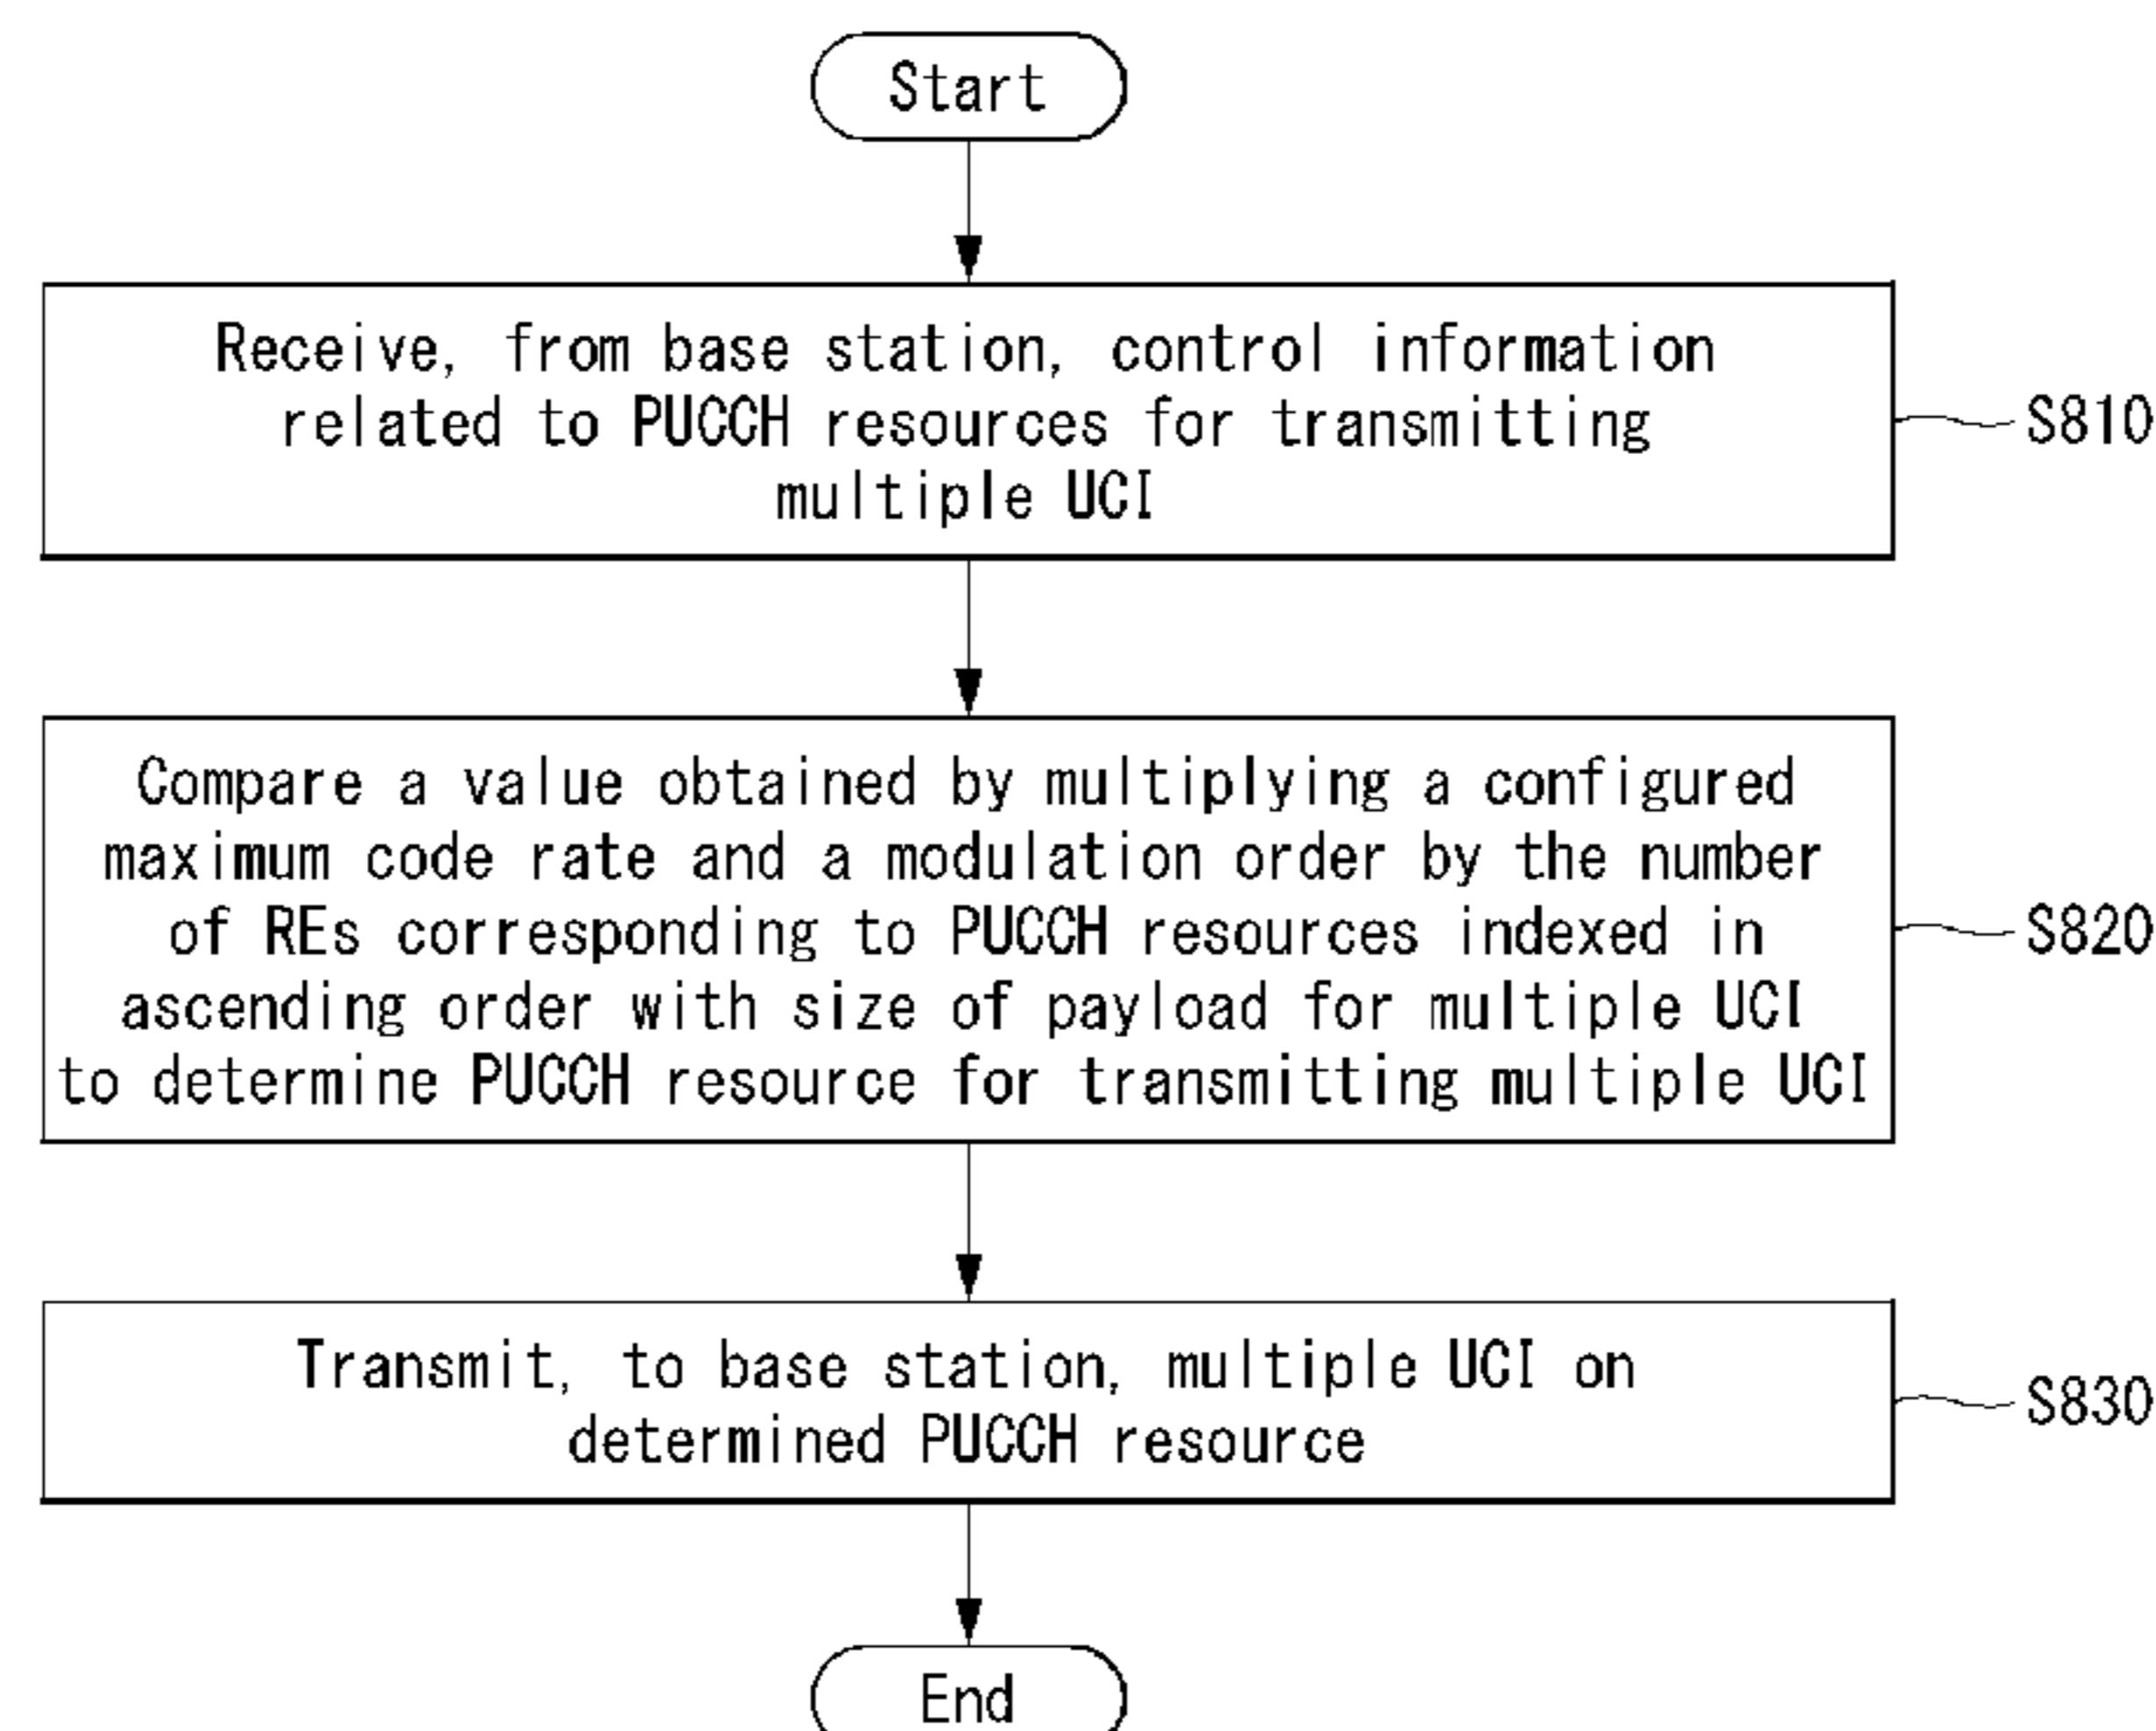 Start
Receive, from base station, control information
related to PUCCH resources for transmitting
multiple UCI
S810
Compare a value obtained by multiplying a configured
maximum code rate and a modulation order by the number
of REs corresponding to PUCCH resources indexed in
ascending order with size of payload for multiple UCI
to determine PUCCH resource for transmitting multiple UCI
S820
Transmit, to base station, multiple UCI on
determined PUCCH resource
S830
End